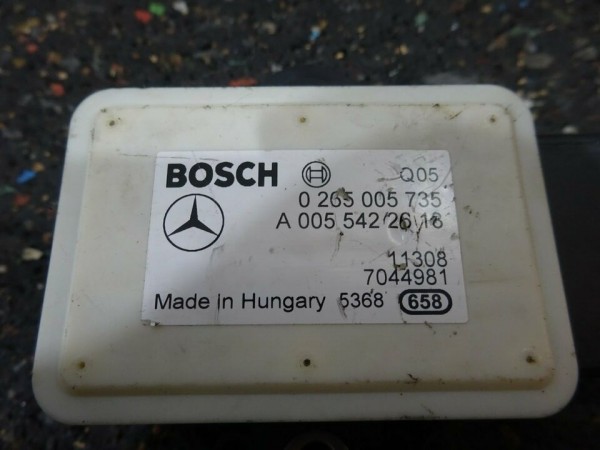 BOSCH Q05
0 265 005 735
A 005 542 26 18
11308
7044981
Made in Hungary 5368 658